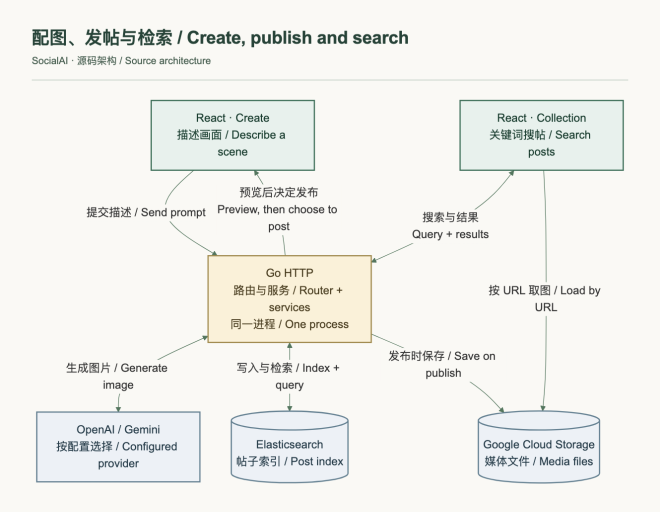 配图、发帖与检索 / Create, publish and search
SocialAI · 源码架构 / Source architecture
React · Create
描述画面 / Describe a
scene
React · Collection
关键词搜帖 / Search
posts
提交描述 / Send prompt
预览后决定发布
Preview, then choose to
post
搜索与结果
Query + results
Go HTTP
路由与服务 / Router +
services
同一进程 / One process
按 URL 取图 / Load by
URL
生成图片 / Generate
image
写入与检索 / Index +
query
发布时保存 / Save on
publish
OpenAI / Gemini
按配置选择 / Configured
provider
Elasticsearch
帖子索引 / Post index
Google Cloud Storage
媒体文件 / Media files